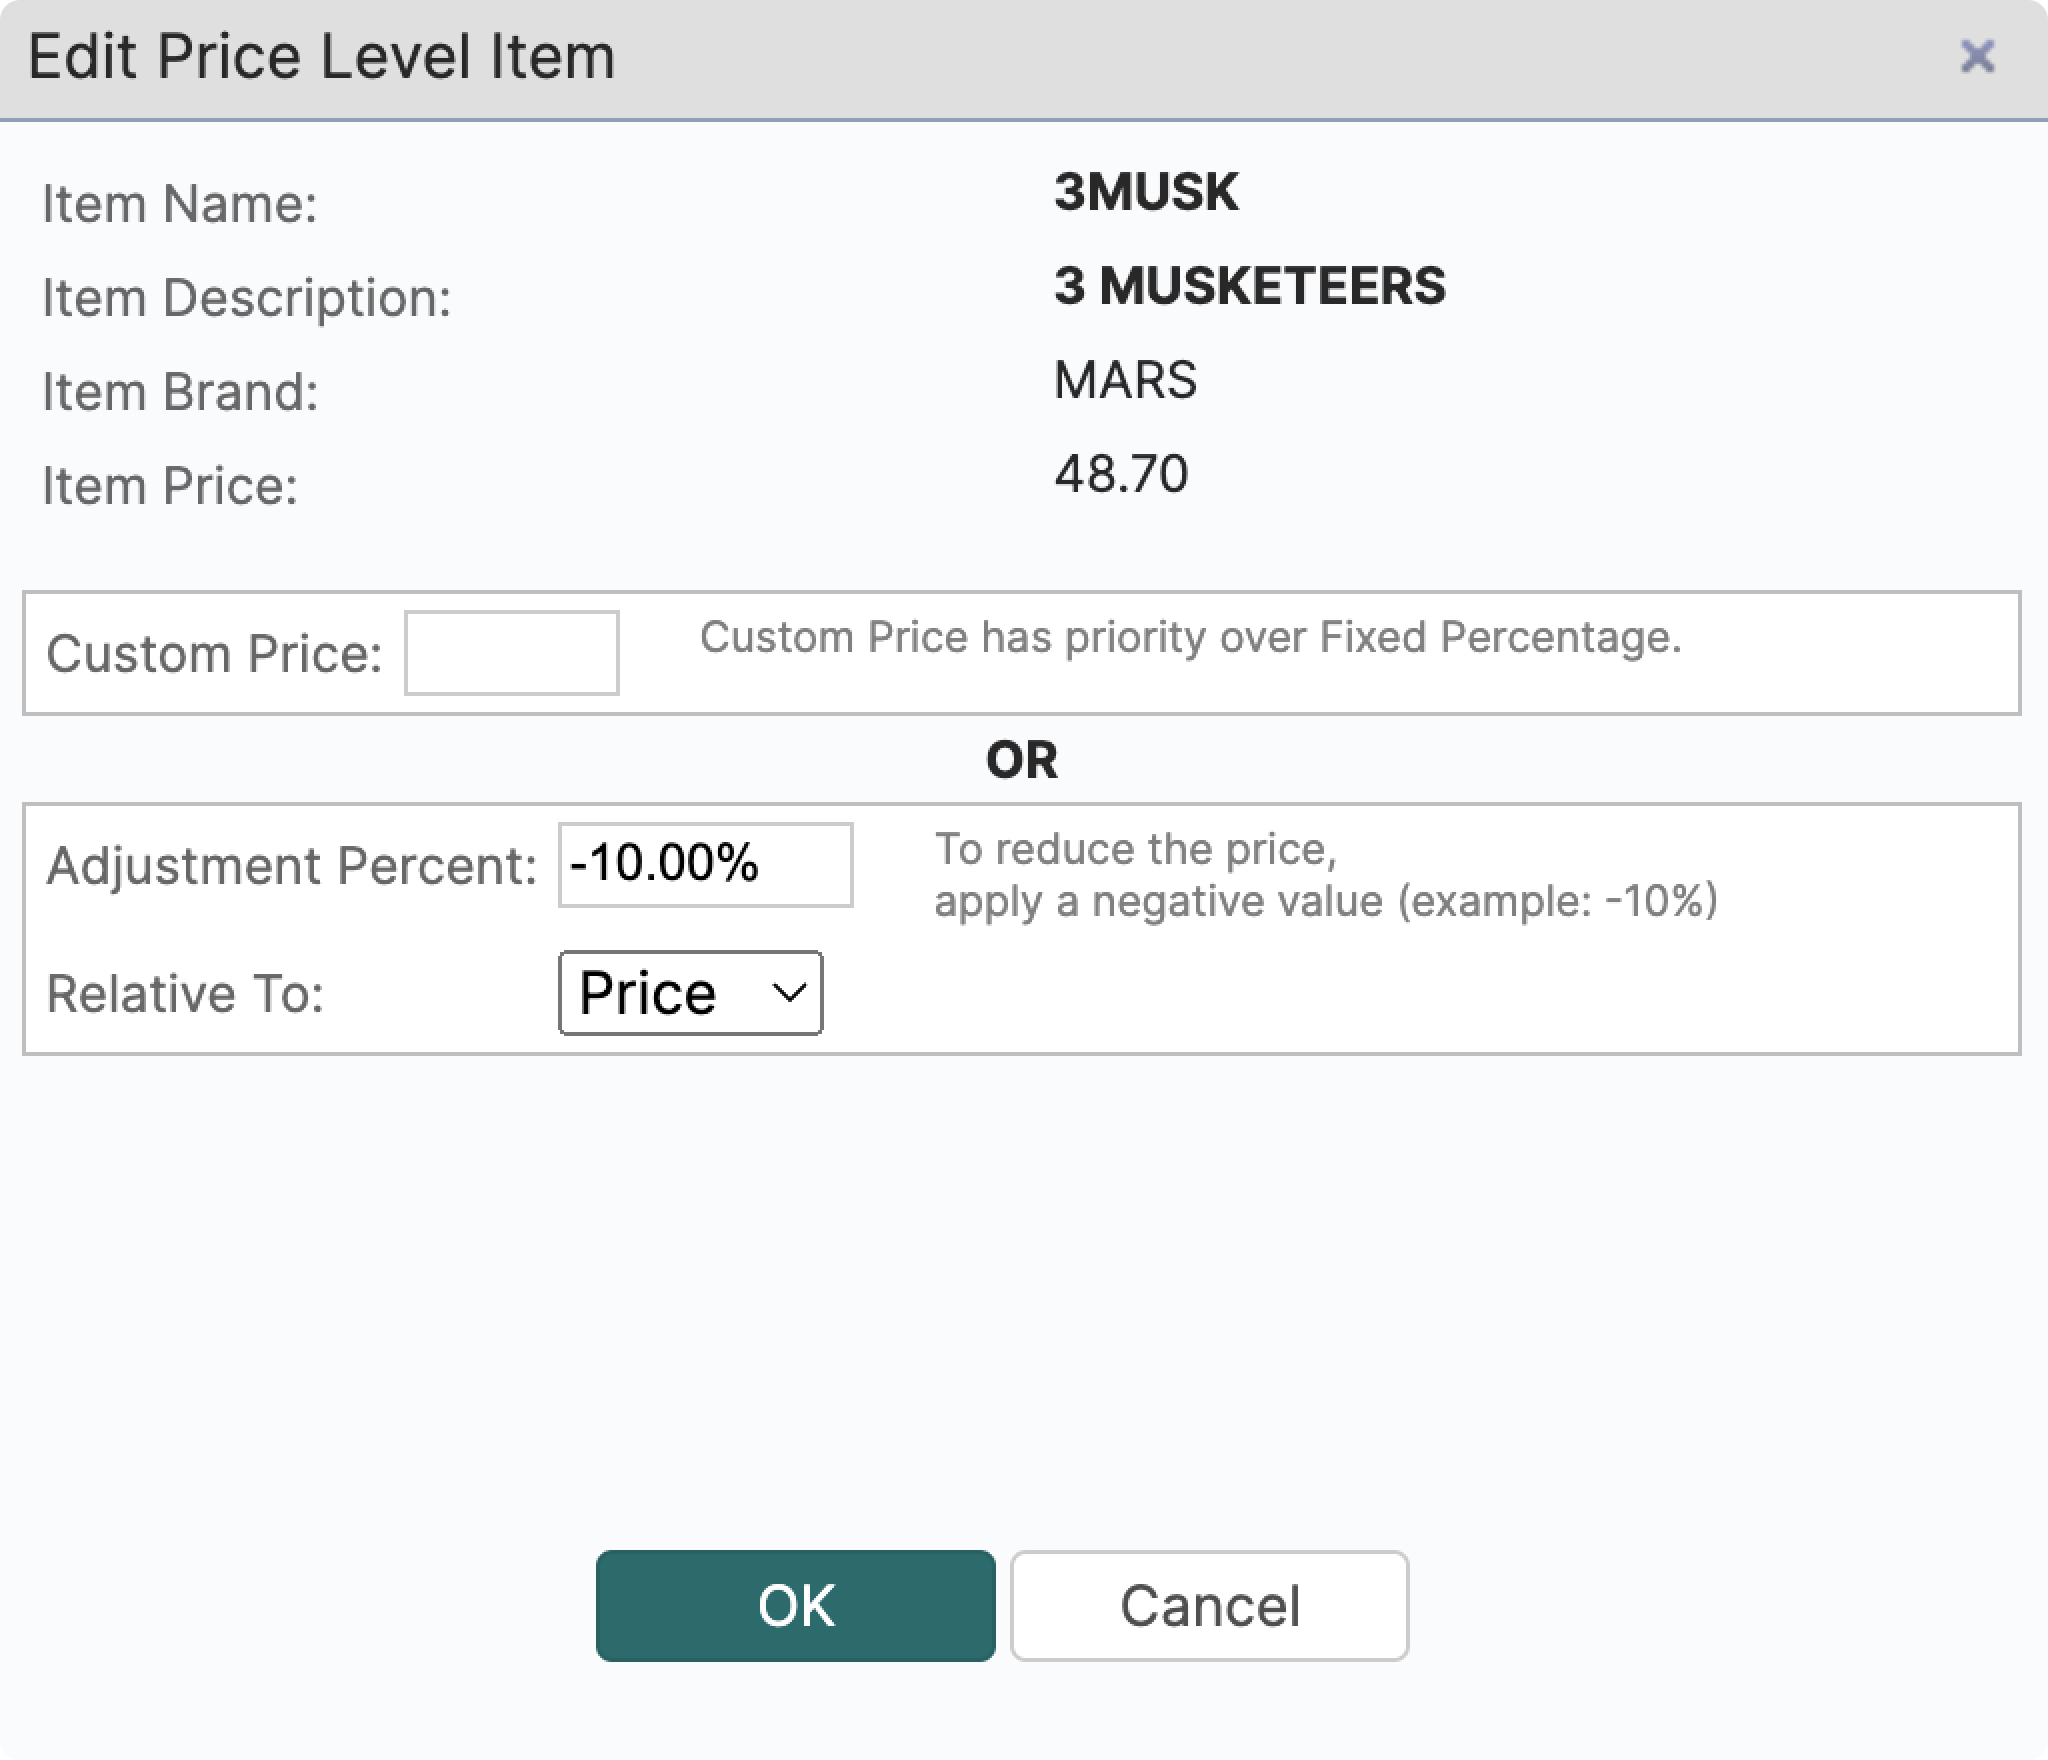 Edit Price Level Item
Item Name: 3MUSK
Item Description: 3 MUSKETEERS
Item Brand: MARS
Item Price: 48.70
Custom Price: Custom Price has priority over Fixed Percentage.
OR
Adjustment Percent: -10.00% To reduce the price,
apply a negative value (example: -10%)
Relative To: Price
OK Cancel